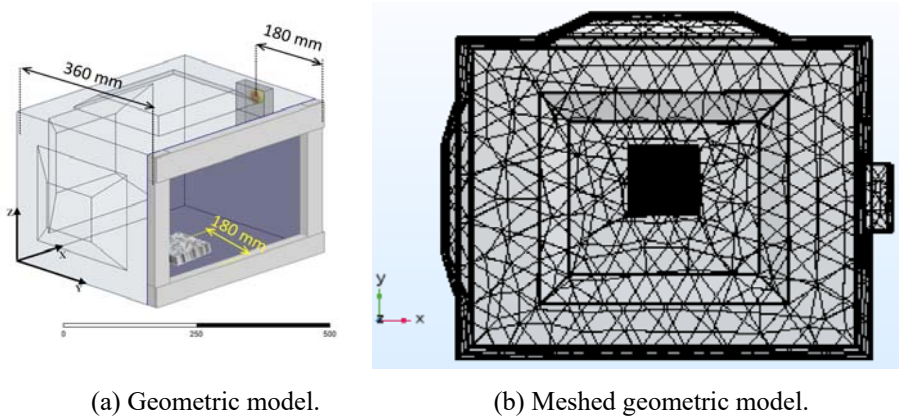 180 mm
360 mm
180 mm
Z
X
Y
0 250 500
y
z x
(a) Geometric model. (b) Meshed geometric model.